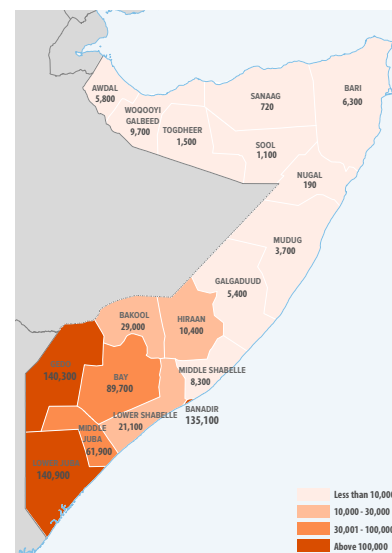 AWDAL
5,800
WOQOOYI
GALBEED
9,700
TOGDHEER
1,500
SANAAG
720
BARI
6,300
SOOL
1,100
NUGAL
190
MUDUG
3,700
GALGADUUD
5,400
BAKOOL
29,000
HIRAAN
10,400
GEDO
140,300
BAY
89,700
MIDDLE SHABELLE
8,300
BANADIR
135,100
LOWER SHABELLE
21,100
MIDDLE
JUBA
61,900
LOWER JUBA
140,900
Less than 10,000
10,000 - 30,000
30,001 - 100,000
Above 100,000